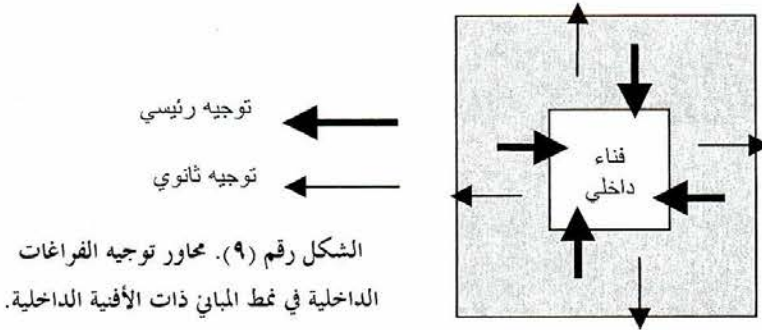 توجيه رئيسي
توجيه ثانوي
فناء
داخلي
الشكل رقم (٩). محاور توجيه الفراغات
الداخلية في نمط المباني ذات الأفنية الداخلية.